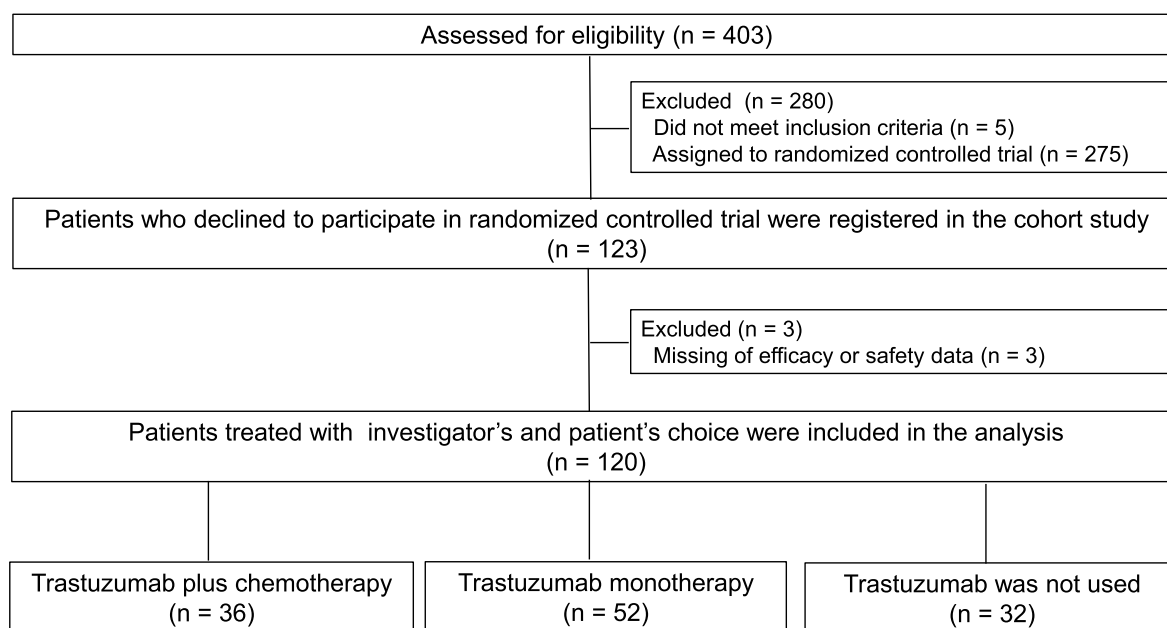 Assessed for eligibility (n = 403)
Excluded (n = 280)
Did not meet inclusion criteria (n = 5)
Assigned to randomized controlled trial (n = 275)
Patients who declined to participate in randomized controlled trial were registered in the cohort study
(n = 123)
Excluded (n = 3)
Missing of efficacy or safety data (n = 3)
Patients treated with investigator’s and patient’s choice were included in the analysis
(n = 120)
Trastuzumab plus chemotherapy
(n = 36)
Trastuzumab monotherapy
(n = 52)
Trastuzumab was not used
(n = 32)